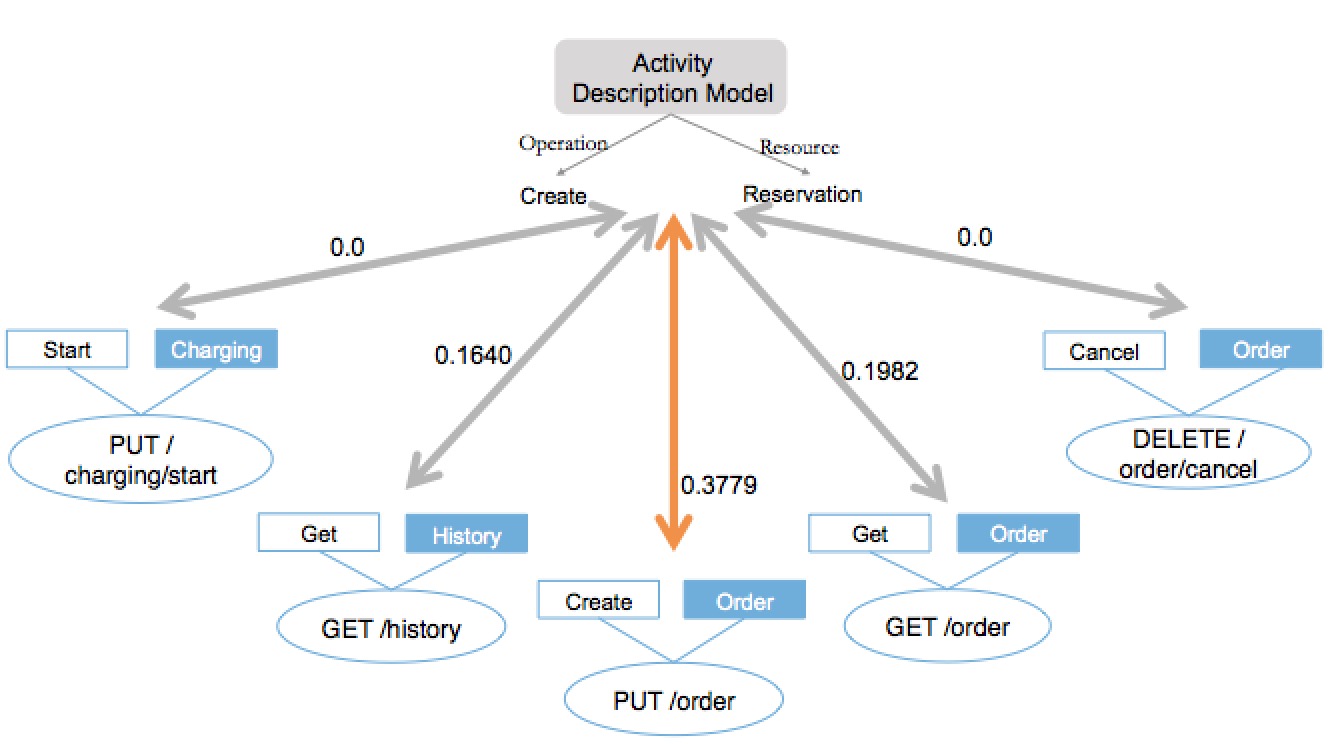 Activity
Description Model
Operation
Resource
Create
Reservation
0.0
0.0
0.1640
0.1982
0.3779
Start
Charging
PUT /
charging/start
Cancel
Order
DELETE /
order/cancel
Get
History
GET /history
Get
Order
GET /order
Create
Order
PUT /order